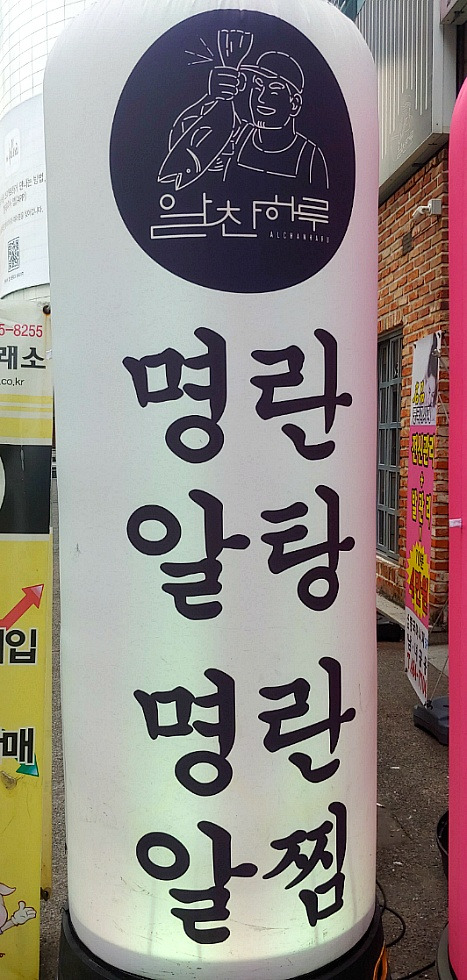 알찬하루
ALCHANHARU
명란
알탕
명란
알찜
5-8255
래소
.co.kr
입
매